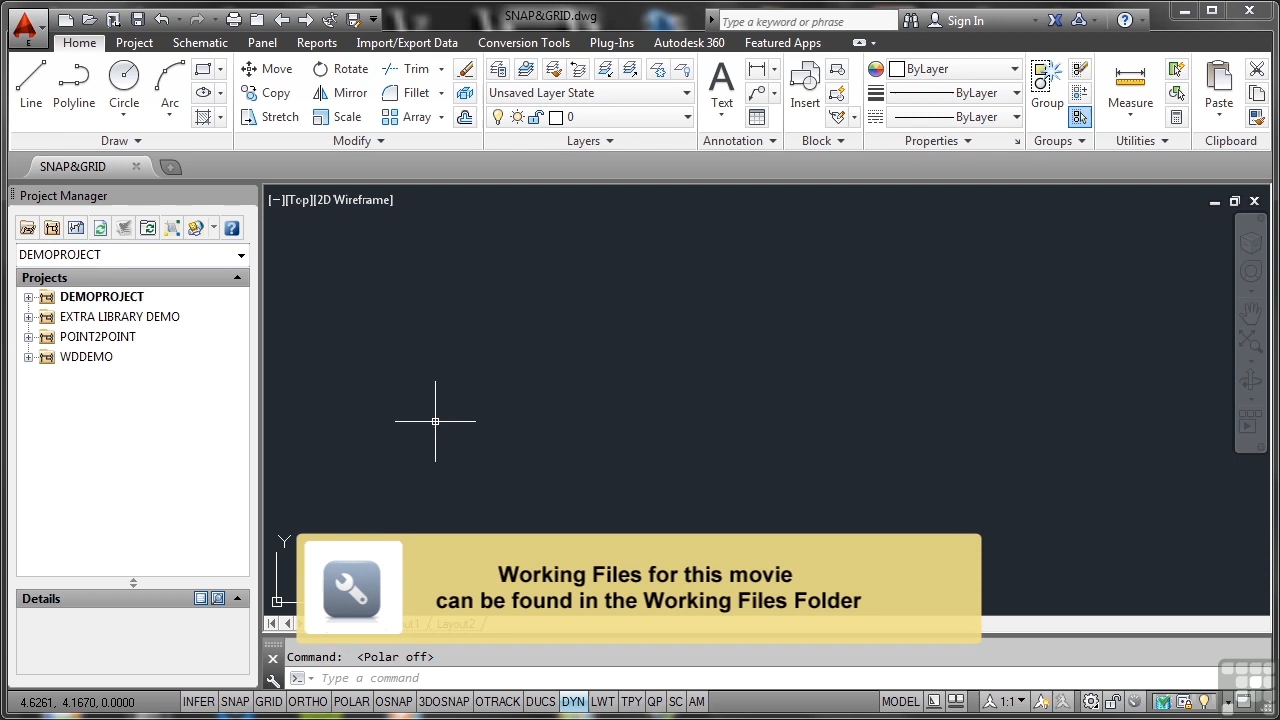 SNAP&GRID.dwg
Type a keyword or phrase
Sign In
E
Home Project Schematic Panel Reports Import/Export Data Conversion Tools Plug-Ins Autodesk 360 Featured Apps
Line Polyline Circle Arc
Move Rotate Trim
Copy Mirror Fillet
Stretch Scale Array
Unsaved Layer State
0
Text
Insert
ByLayer
ByLayer
ByLayer
Group
Measure
Paste
Draw Modify Layers Annotation Block Properties Groups Utilities Clipboard
SNAP&GRID
Project Manager
[−][Top][2D Wireframe]
DEMOPROJECT
Projects
DEMOPROJECT
EXTRA LIBRARY DEMO
POINT2POINT
WDDEMO
Details
Y
Working Files for this movie
can be found in the Working Files Folder
Layout2
Command: <Polar off>
Type a command
4.6261, 4.1670, 0.0000
INFER SNAP GRID ORTHO POLAR OSNAP 3DOSNAP OTRACK DUCS DYN LWT TPY QP SC AM
MODEL
1:1